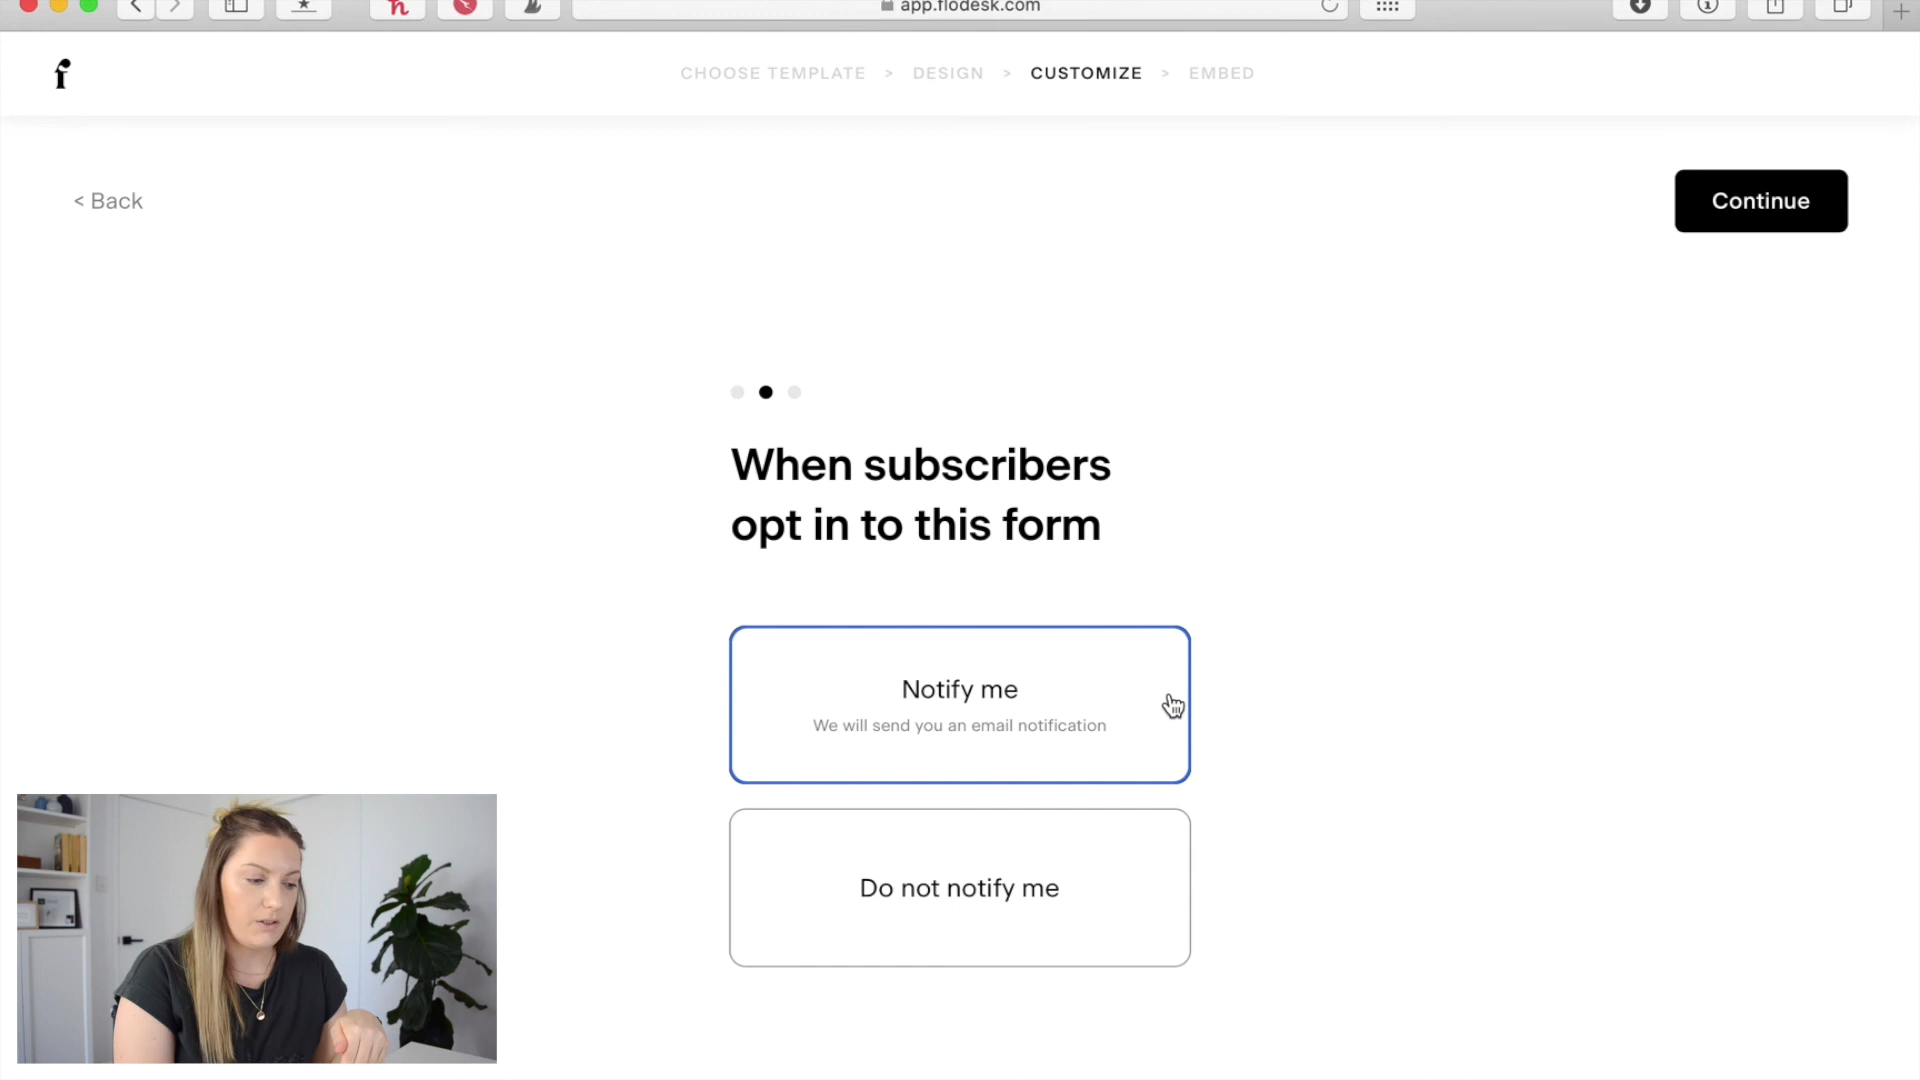 app.flodesk.com
f
CHOOSE TEMPLATE > DESIGN > CUSTOMIZE > EMBED
< Back
Continue
When subscribers
opt in to this form
Notify me
We will send you an email notification
Do not notify me